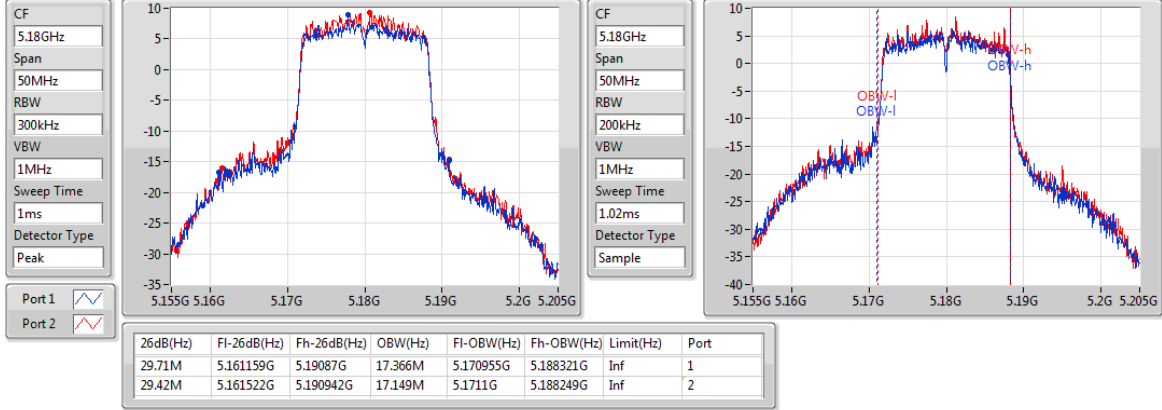 CF
5.18GHz
Span
50MHz
RBW
300kHz
VBW
1MHz
Sweep Time
1ms
Detector Type
Peak
Port 1
Port 2
10
5
0
-5
-10
-15
-20
-25
-30
-35
5.155G 5.16G 5.17G 5.18G 5.19G 5.2G 5.205G
CF
5.18GHz
Span
50MHz
RBW
200kHz
VBW
1MHz
Sweep Time
1.02ms
Detector Type
Sample
10
5
0
-5
-10
-15
-20
-25
-30
-35
-40
OBW-h
OBW-h
OBW-l
OBW-l
5.155G 5.16G 5.17G 5.18G 5.19G 5.2G 5.205G
26dB(Hz) Fl-26dB(Hz) Fh-26dB(Hz) OBW(Hz) Fl-OBW(Hz) Fh-OBW(Hz) Limit(Hz) Port
29.71M 5.161159G 5.19087G 17.366M 5.170955G 5.188321G Inf 1
29.42M 5.161522G 5.190942G 17.149M 5.1711G 5.188249G Inf 2